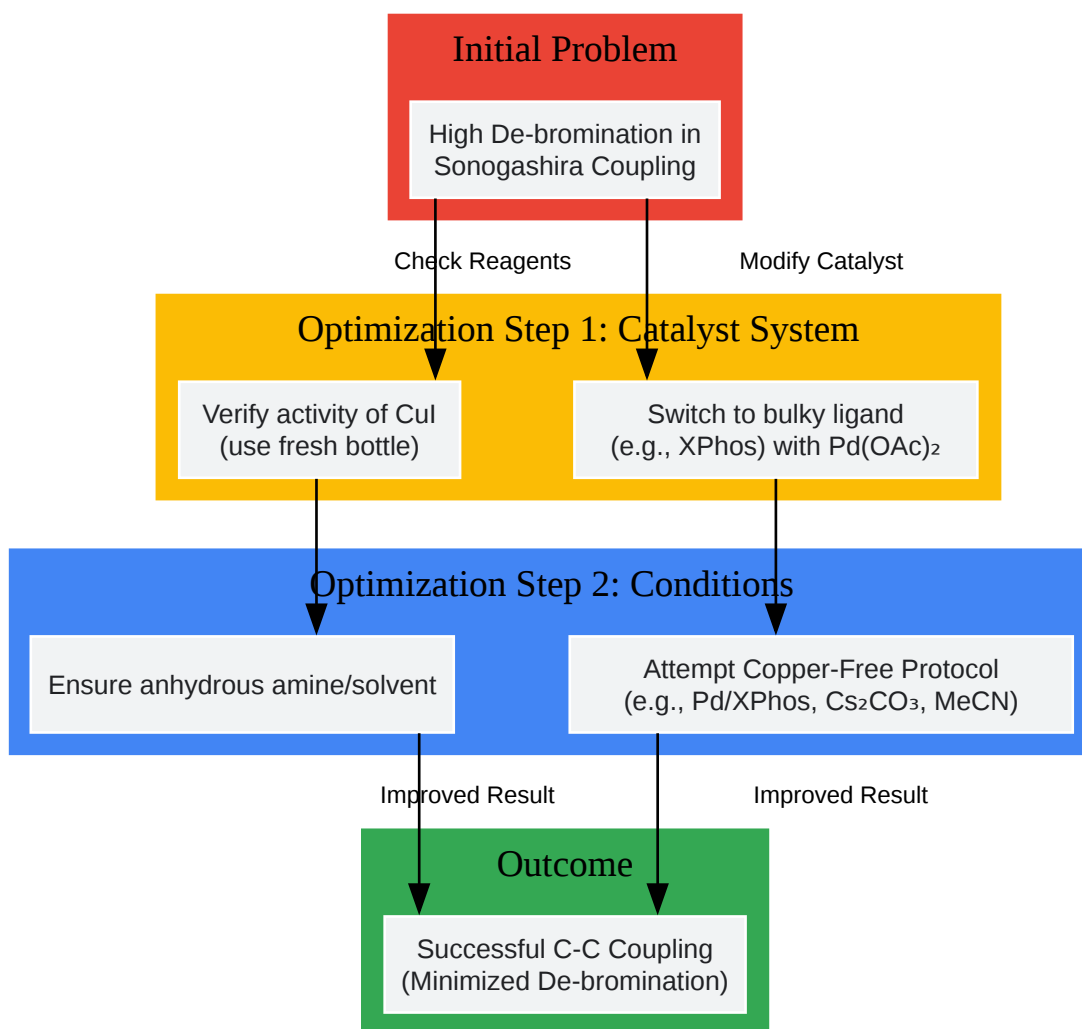 Initial Problem
High De-bromination in
Sonogashira Coupling
Check Reagents
Modify Catalyst
Optimization Step 1: Catalyst System
Verify activity of CuI
(use fresh bottle)
Switch to bulky ligand
(e.g., XPhos) with Pd(OAc)₂
Optimization Step 2: Conditions
Ensure anhydrous amine/solvent
Attempt Copper-Free Protocol
(e.g., Pd/XPhos, Cs₂CO₃, MeCN)
Improved Result
Improved Result
Outcome
Successful C-C Coupling
(Minimized De-bromination)